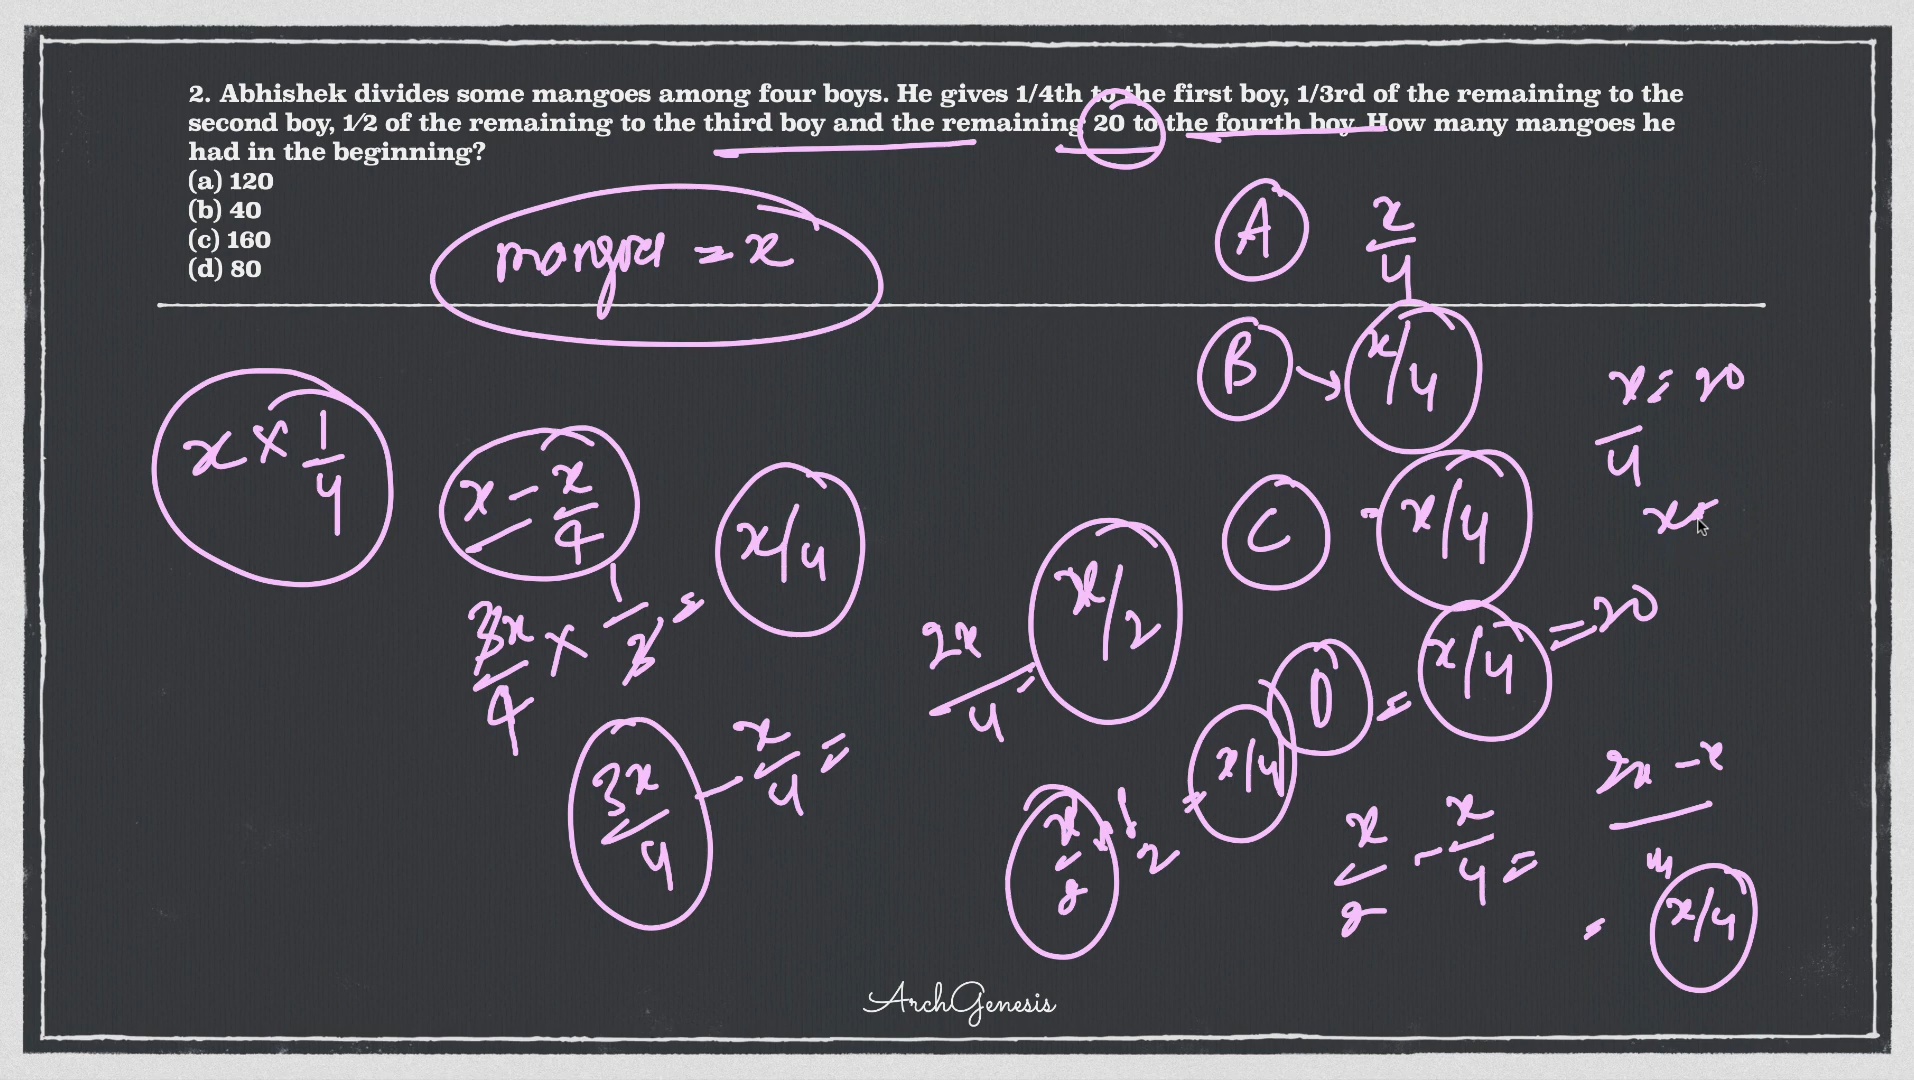 2. Abhishek divides some mangoes among four boys. He gives 1/4th to the first boy, 1/3rd of the remaining to the
second boy, 1/2 of the remaining to the third boy and the remaining 20 to the fourth boy. How many mangoes he
had in the beginning?
(a) 120
(b) 40
(c) 160
(d) 80
mangoes = x
A x/4
B → x/4
x/4 = 20
x × 1/4
x - x/4
x/4
C - x/4
x =
3x/4 × 1/3 =
2x/4 = x/2
D = x/4 = 20
3x/4 - x/4 =
x/2 × 1/2 = x/4
x/2 - x/4 =
2x - x
4
= x/4
ArchGenesis